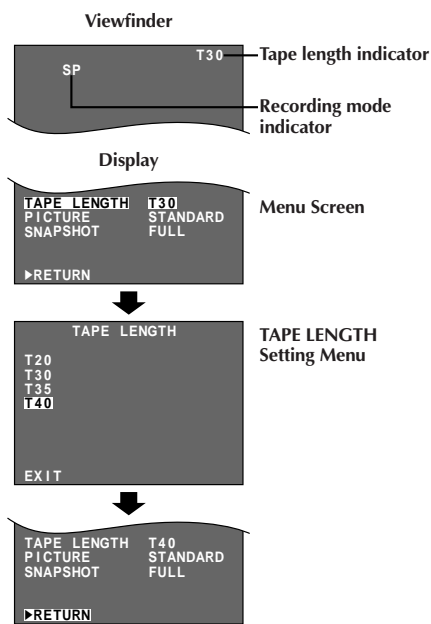 Viewfinder
T30
Tape length indicator
SP
Recording mode
indicator
Display
TAPE LENGTH T30
PICTURE STANDARD
SNAPSHOT FULL
►RETURN
Menu Screen
TAPE LENGTH
T20
T30
T35
T40
EXIT
TAPE LENGTH
Setting Menu
TAPE LENGTH T40
PICTURE STANDARD
SNAPSHOT FULL
►RETURN